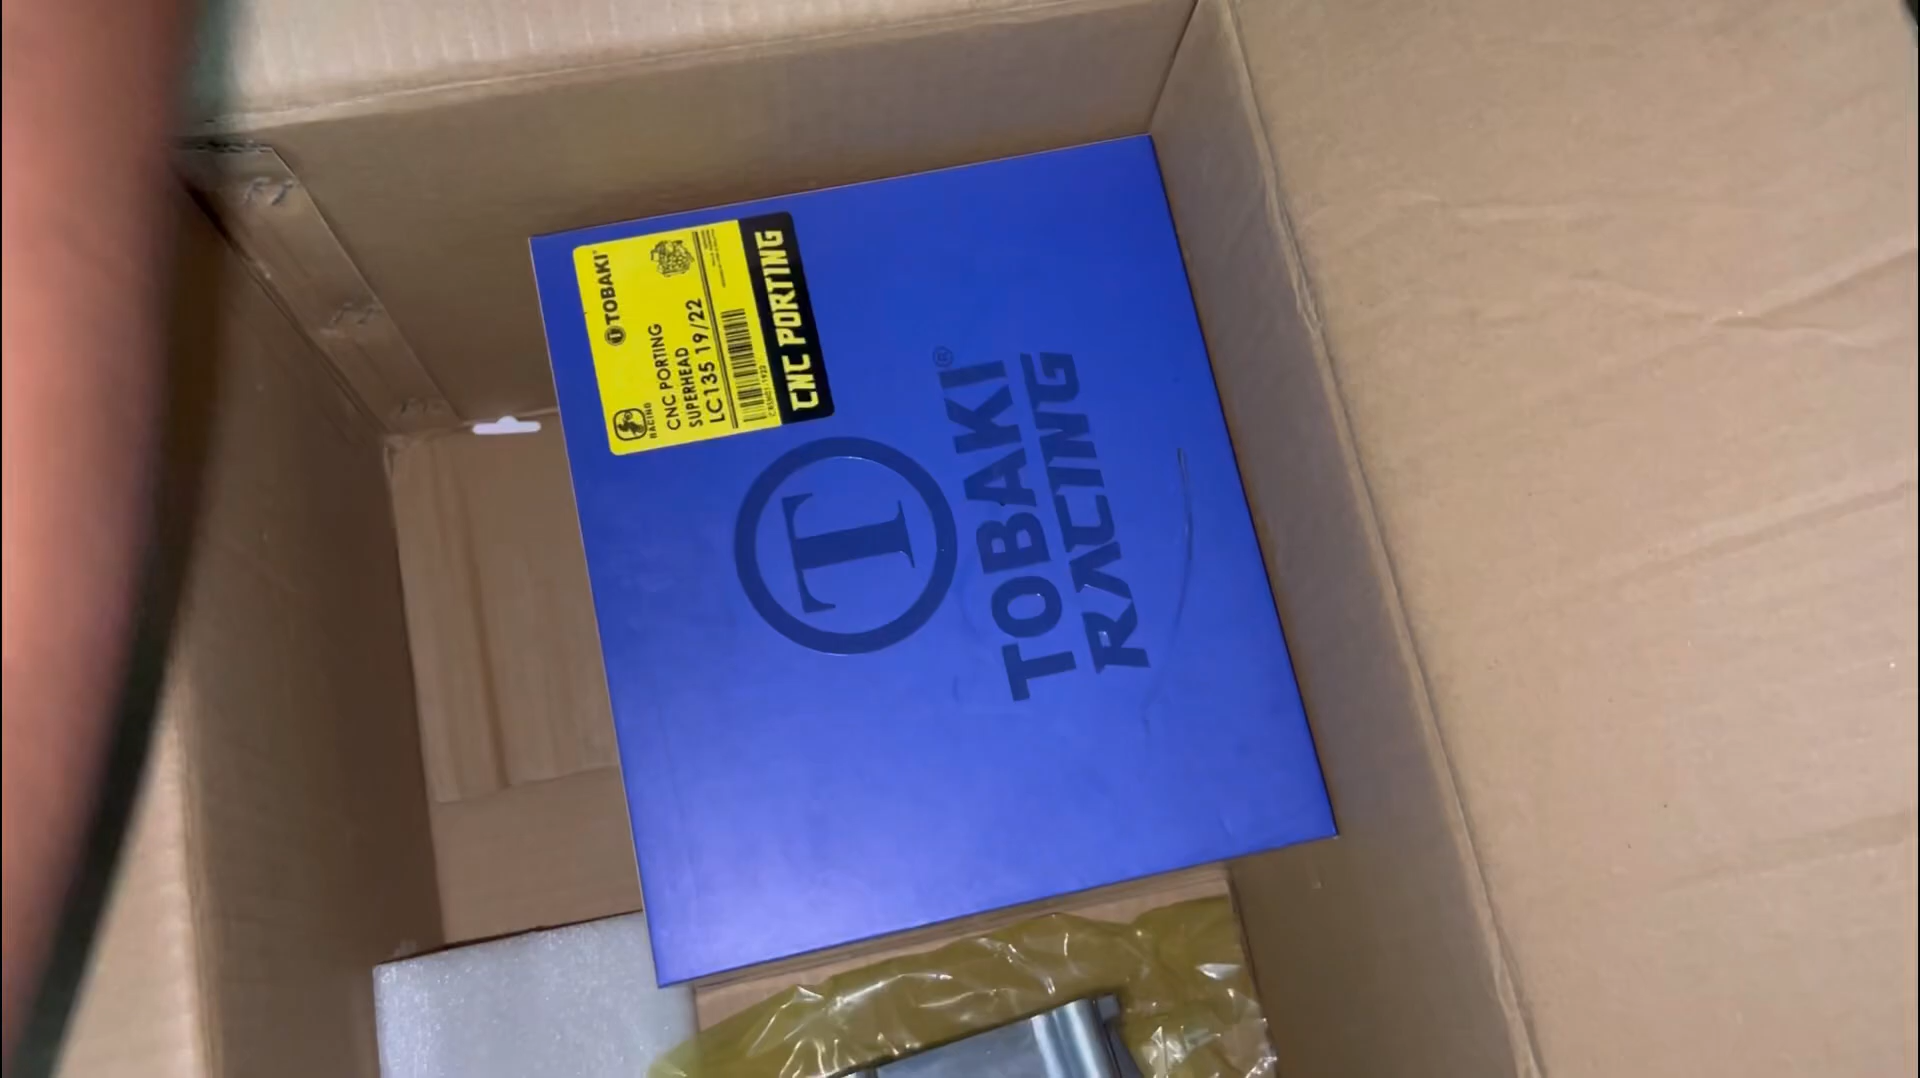 TOBAKI
RACING
CNC PORTING
SUPERHEAD
LC135 19/22
CNC PORTING
T
TOBAKI®
RACING